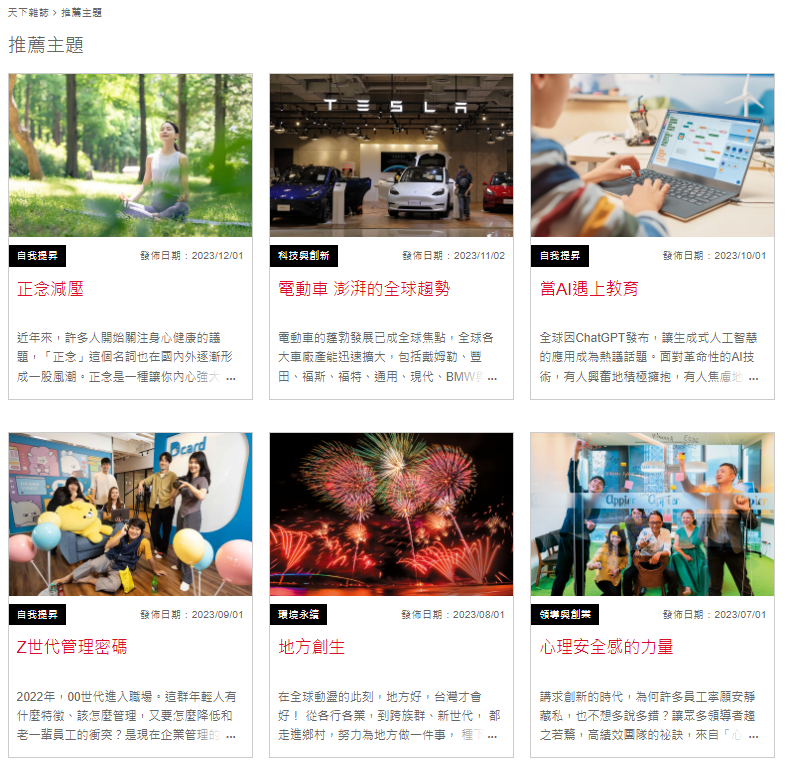 天下雜誌 > 推薦主題
推薦主題
TESLA
自我提昇
發佈日期：2023/12/01
正念減壓
近年來，許多人開始關注身心健康的議
題，「正念」這個名詞也在國內外逐漸形
成一股風潮。正念是一種讓你內心強大...
科技與創新
發佈日期：2023/11/02
電動車 澎湃的全球趨勢
電動車的蓬勃發展已成全球焦點，全球各
大車廠產能迅速擴大，包括戴姆勒、豐
田、福斯、福特、通用、現代、BMW與...
自我提昇
發佈日期：2023/10/01
當AI遇上教育
全球因ChatGPT發布，讓生成式人工智慧
的應用成為熱議話題。面對革命性的AI技
術，有人興奮地積極擁抱，有人焦慮地...
Dcard
自我提昇
發佈日期：2023/09/01
Z世代管理密碼
2022年，00世代進入職場。這群年輕人有
什麼特徵、該怎麼管理，又要怎麼降低和
老一輩員工的衝突？是現在企業管理的...
環境永續
發佈日期：2023/08/01
地方創生
在全球動盪的此刻，地方好，台灣才會
好！ 從各行各業，到跨族群、新世代， 都
走進鄉村，努力為地方做一件事， 種下...
Appier Appier
領導與創業
發佈日期：2023/07/01
心理安全感的力量
講求創新的時代，為何許多員工寧願安靜
藏私，也不想多說多錯？讓眾多領導者趨
之若鶩，高績效團隊的祕訣，來自「心...